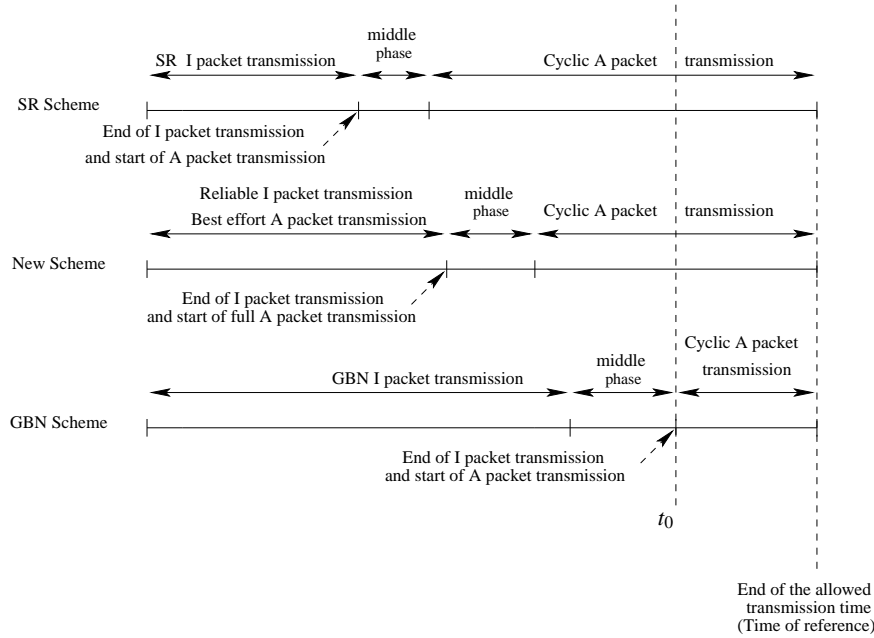 middle
phase
SR I packet transmission
Cyclic A packet transmission
SR Scheme
End of I packet transmission
and start of A packet transmission
Reliable I packet transmission
Best effort A packet transmission
middle
phase
Cyclic A packet transmission
New Scheme
End of I packet transmission
and start of full A packet transmission
GBN I packet transmission
middle
phase
Cyclic A packet
transmission
GBN Scheme
End of I packet transmission
and start of A packet transmission
t0
End of the allowed
transmission time
(Time of reference)